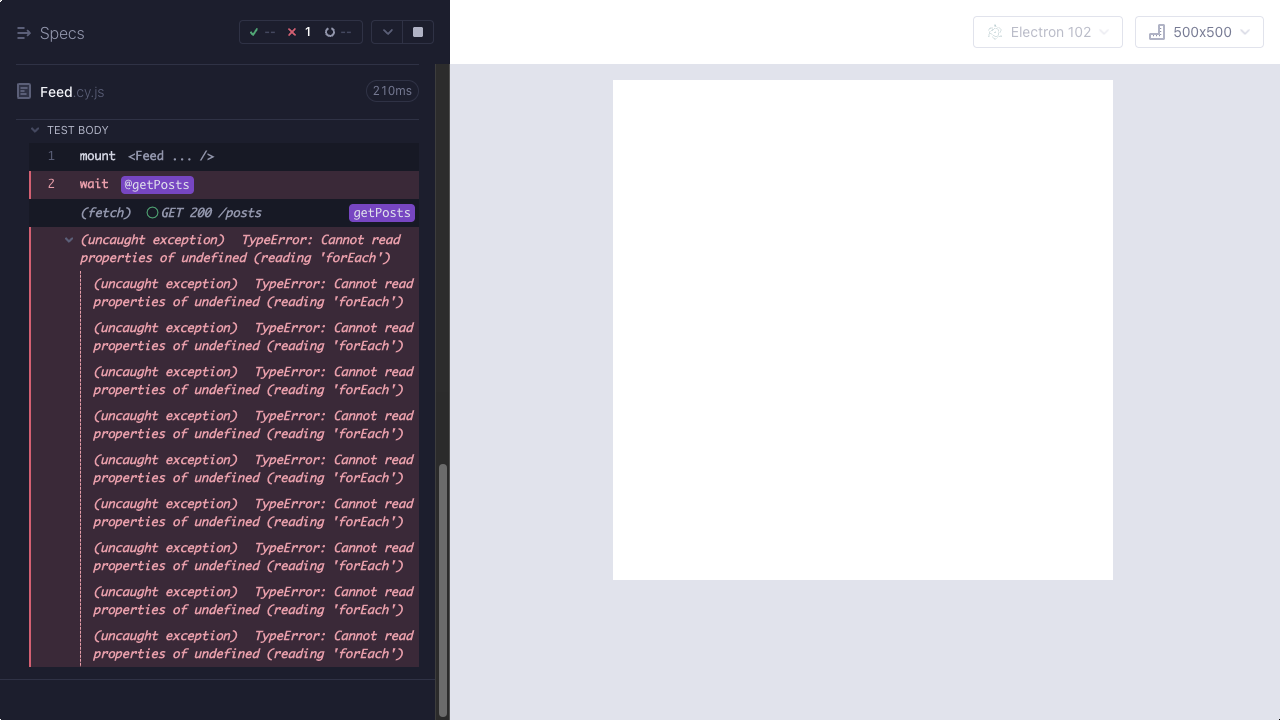 Specs
-- 1 --
Electron 102
500x500
Feed.cy.js
210ms
TEST BODY
1 mount <Feed ... />
2 wait @getPosts
(fetch) GET 200 /posts getPosts
(uncaught exception) TypeError: Cannot read
properties of undefined (reading 'forEach')
(uncaught exception) TypeError: Cannot read
properties of undefined (reading 'forEach')
(uncaught exception) TypeError: Cannot read
properties of undefined (reading 'forEach')
(uncaught exception) TypeError: Cannot read
properties of undefined (reading 'forEach')
(uncaught exception) TypeError: Cannot read
properties of undefined (reading 'forEach')
(uncaught exception) TypeError: Cannot read
properties of undefined (reading 'forEach')
(uncaught exception) TypeError: Cannot read
properties of undefined (reading 'forEach')
(uncaught exception) TypeError: Cannot read
properties of undefined (reading 'forEach')
(uncaught exception) TypeError: Cannot read
properties of undefined (reading 'forEach')
(uncaught exception) TypeError: Cannot read
properties of undefined (reading 'forEach')